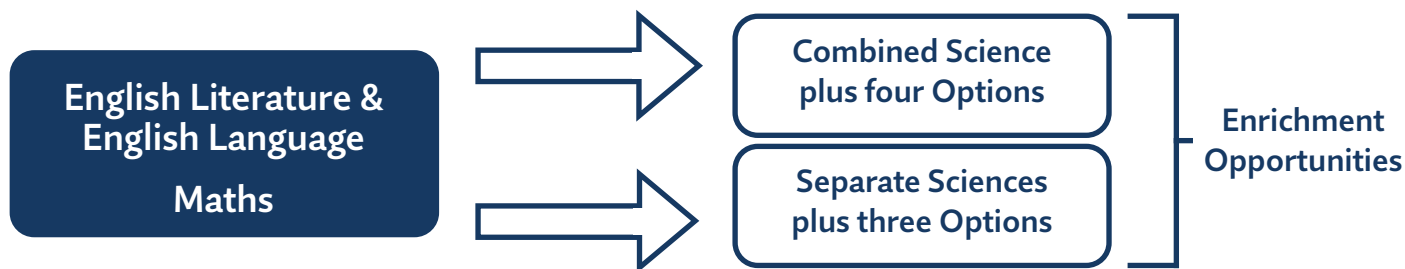 English Literature &
English Language
Maths
Combined Science
plus four Options
Separate Sciences
plus three Options
Enrichment
Opportunities